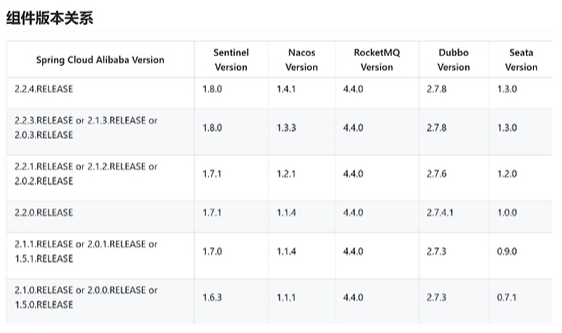 组件版本关系
Spring Cloud Alibaba Version
Sentinel Version
Nacos Version
RocketMQ Version
Dubbo Version
Seata Version
2.2.4.RELEASE 1.8.0 1.4.1 4.4.0 2.7.8 1.3.0
2.2.3.RELEASE or 2.1.3.RELEASE or
2.0.3.RELEASE 1.8.0 1.3.3 4.4.0 2.7.8 1.3.0
2.2.1.RELEASE or 2.1.2.RELEASE or
2.0.2.RELEASE 1.7.1 1.2.1 4.4.0 2.7.6 1.2.0
2.2.0.RELEASE 1.7.1 1.1.4 4.4.0 2.7.4.1 1.0.0
2.1.1.RELEASE or 2.0.1.RELEASE or
1.5.1.RELEASE 1.7.0 1.1.4 4.4.0 2.7.3 0.9.0
2.1.0.RELEASE or 2.0.0.RELEASE or
1.5.0.RELEASE 1.6.3 1.1.1 4.4.0 2.7.3 0.7.1